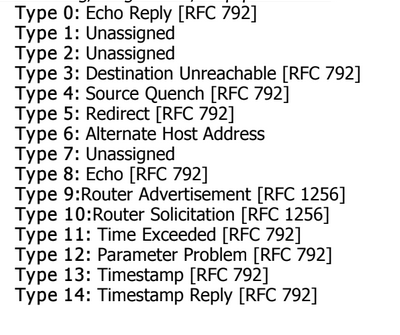 Type 0: Echo Reply [RFC 792]
Type 1: Unassigned
Type 2: Unassigned
Type 3: Destination Unreachable [RFC 792]
Type 4: Source Quench [RFC 792]
Type 5: Redirect [RFC 792]
Type 6: Alternate Host Address
Type 7: Unassigned
Type 8: Echo [RFC 792]
Type 9:Router Advertisement [RFC 1256]
Type 10:Router Solicitation [RFC 1256]
Type 11: Time Exceeded [RFC 792]
Type 12: Parameter Problem [RFC 792]
Type 13: Timestamp [RFC 792]
Type 14: Timestamp Reply [RFC 792]